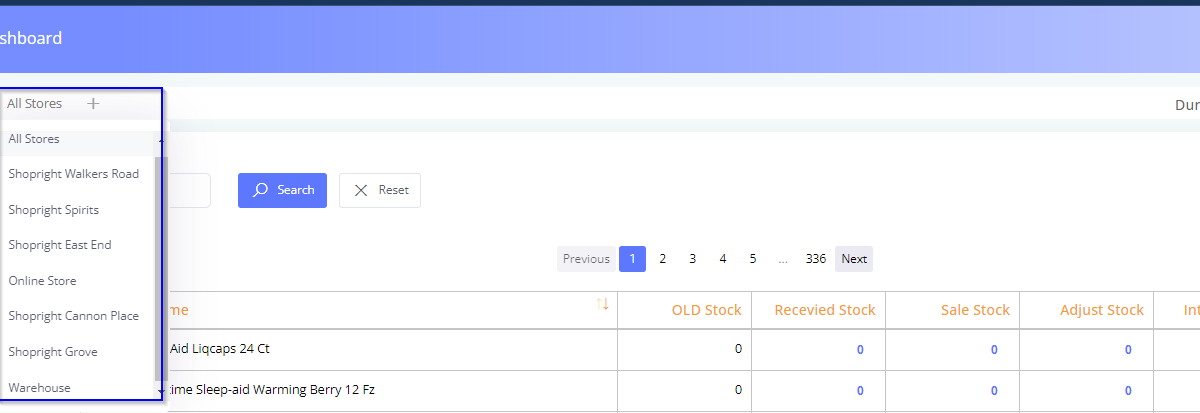 shboard
All Stores +
Dur
All Stores
Shopright Walkers Road
Shopright Spirits
Search
Reset
Shopright East End
Previous 1 2 3 4 5 ... 336 Next
Online Store
Shopright Cannon Place
me OLD Stock Recevied Stock Sale Stock Adjust Stock Int
Shopright Grove
Aid Liqcaps 24 Ct 0 0 0 0
Warehouse
time Sleep-aid Warming Berry 12 Fz 0 0 0 0